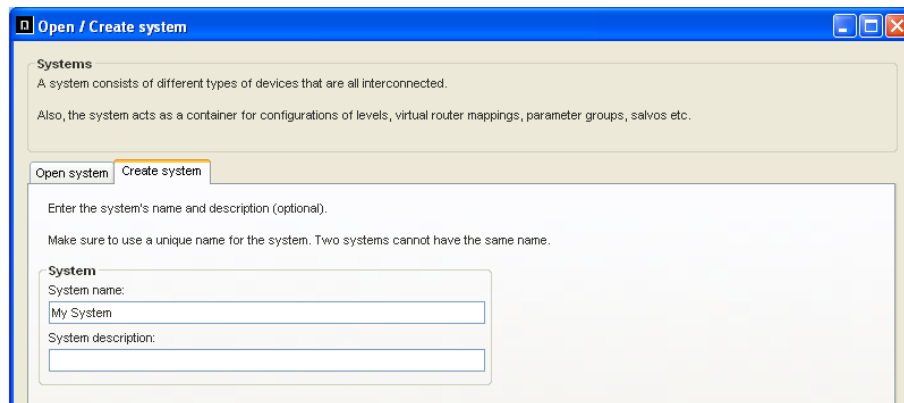 Open / Create system
Systems
A system consists of different types of devices that are all interconnected.
Also, the system acts as a container for configurations of levels, virtual router mappings, parameter groups, salvos etc.
Open system
Create system
Enter the system's name and description (optional).
Make sure to use a unique name for the system. Two systems cannot have the same name.
System
System name:
My System
System description: